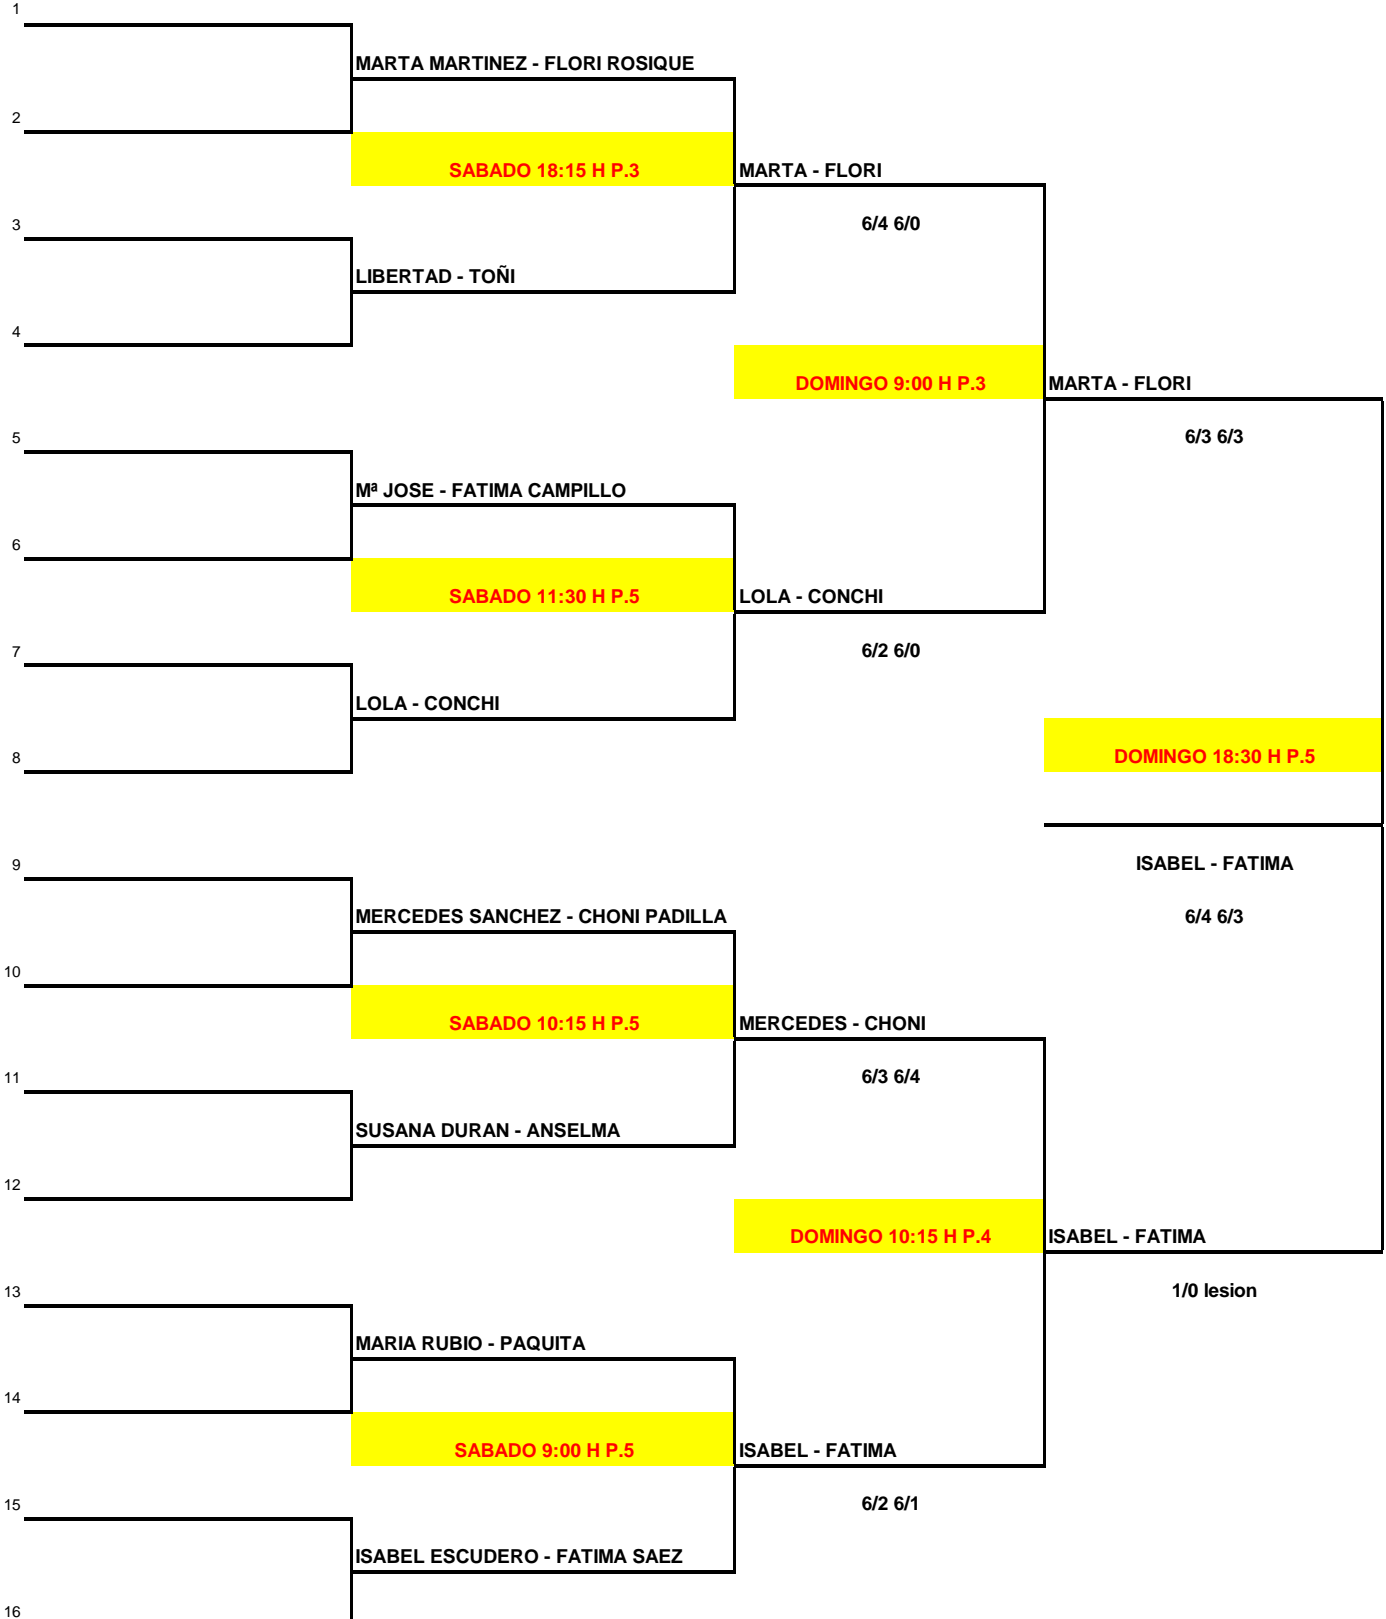 1
MARTA MARTINEZ - FLORI ROSIQUE
2
SABADO 18:15 H P.3
MARTA - FLORI
3
6/4 6/0
LIBERTAD - TOÑI
4
DOMINGO 9:00 H P.3
MARTA - FLORI
5
6/3 6/3
Mª JOSE - FATIMA CAMPILLO
6
SABADO 11:30 H P.5
LOLA - CONCHI
7
6/2 6/0
LOLA - CONCHI
8
DOMINGO 18:30 H P.5
9
ISABEL - FATIMA
MERCEDES SANCHEZ - CHONI PADILLA
6/4 6/3
10
SABADO 10:15 H P.5
MERCEDES - CHONI
11
6/3 6/4
SUSANA DURAN - ANSELMA
12
DOMINGO 10:15 H P.4
ISABEL - FATIMA
13
1/0 lesion
MARIA RUBIO - PAQUITA
14
SABADO 9:00 H P.5
ISABEL - FATIMA
15
6/2 6/1
ISABEL ESCUDERO - FATIMA SAEZ
16